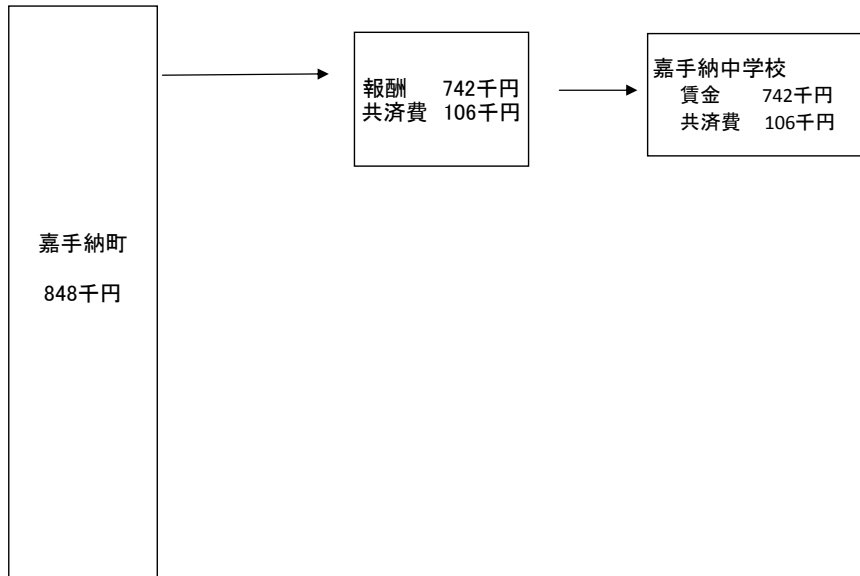 嘉手納町
848千円
報酬 742千円
共済費 106千円
嘉手納中学校
賃金 742千円
共済費 106千円